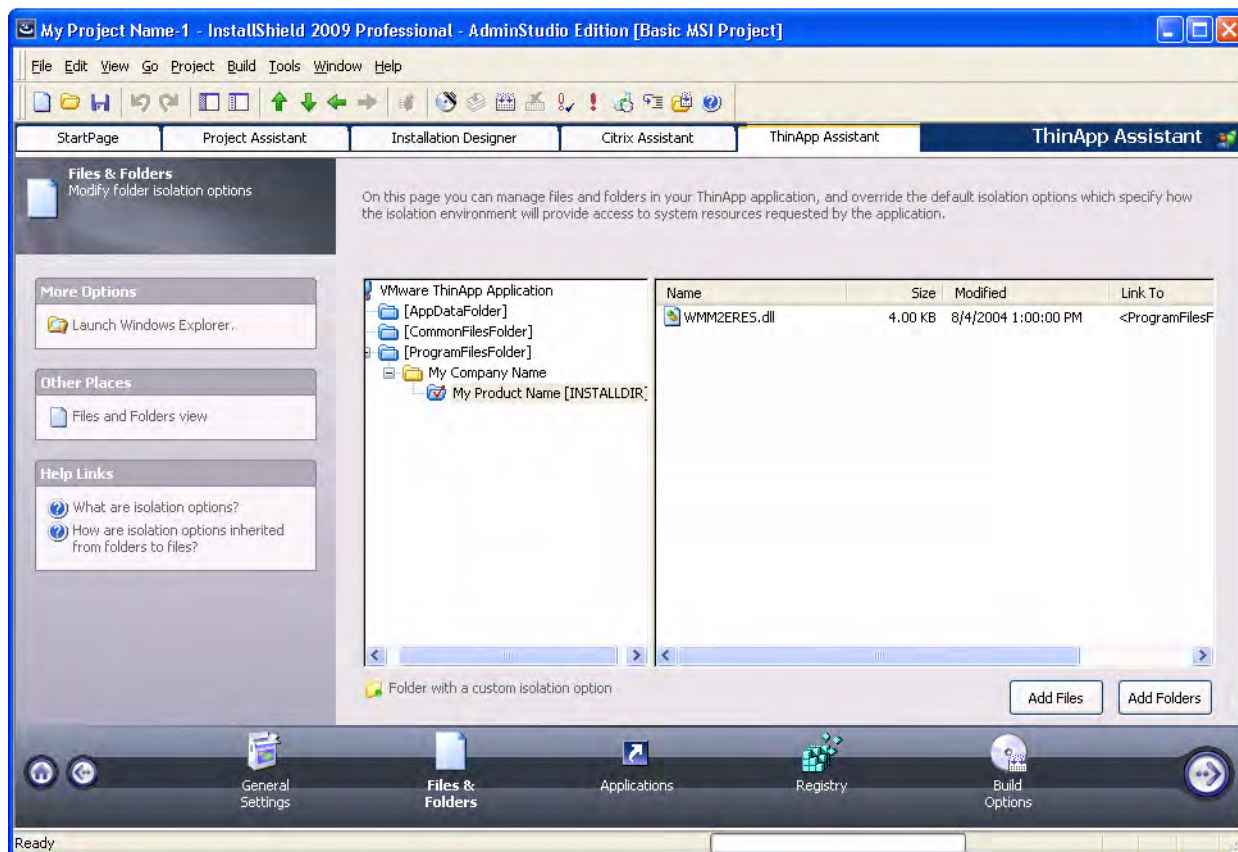 My Project Name-1 - InstallShield 2009 Professional - AdminStudio Edition [Basic MSI Project]
File Edit View Go Project Build Tools Window Help
StartPage Project Assistant Installation Designer Citrix Assistant ThinApp Assistant ThinApp Assistant
Files & Folders
Modify folder isolation options
On this page you can manage files and folders in your ThinApp application, and override the default isolation options which specify how
the isolation environment will provide access to system resources requested by the application.
More Options
Launch Windows Explorer.
Other Places
Files and Folders view
Help Links
What are isolation options?
How are isolation options inherited
from folders to files?
VMware ThinApp Application
[AppDataFolder]
[CommonFilesFolder]
[ProgramFilesFolder]
My Company Name
My Product Name [INSTALLDIR]
Name Size Modified Link To
WMM2ERES.dll 4.00 KB 8/4/2004 1:00:00 PM <ProgramFilesF
Folder with a custom isolation option
Add Files Add Folders
General
Settings
Files &
Folders
Applications
Registry
Build
Options
Ready